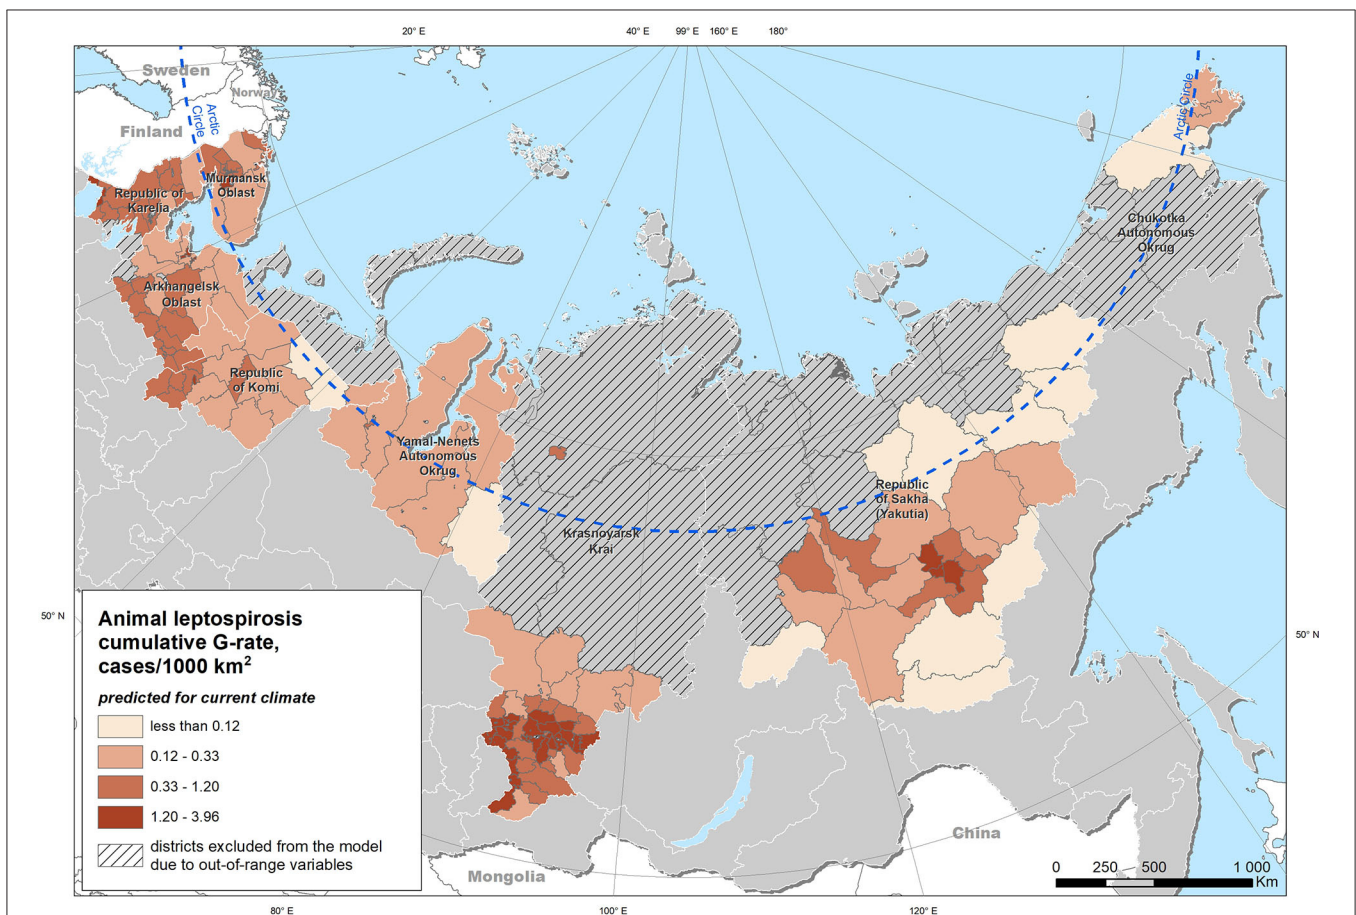 20° E
40° E
99° E
160° E
180°
Sweden
Norway
Finland
Arctic
Circle
Arctic Circle
Murmansk
Oblast
Republic of
Karelia
Chukotka
Autonomous
Okrug
Arkhangelsk
Oblast
Republic
of Komi
Yamal-Nenets
Autonomous
Okrug
Republic
of Sakha
(Yakutia)
Krasnoyarsk
Krai
50° N
50° N
Animal leptospirosis
cumulative G-rate,
cases/1000 km²
predicted for current climate
less than 0.12
0.12 - 0.33
0.33 - 1.20
1.20 - 3.96
districts excluded from the model
due to out-of-range variables
China
Mongolia
0 250 500 1 000
Km
80° E
100° E
120° E